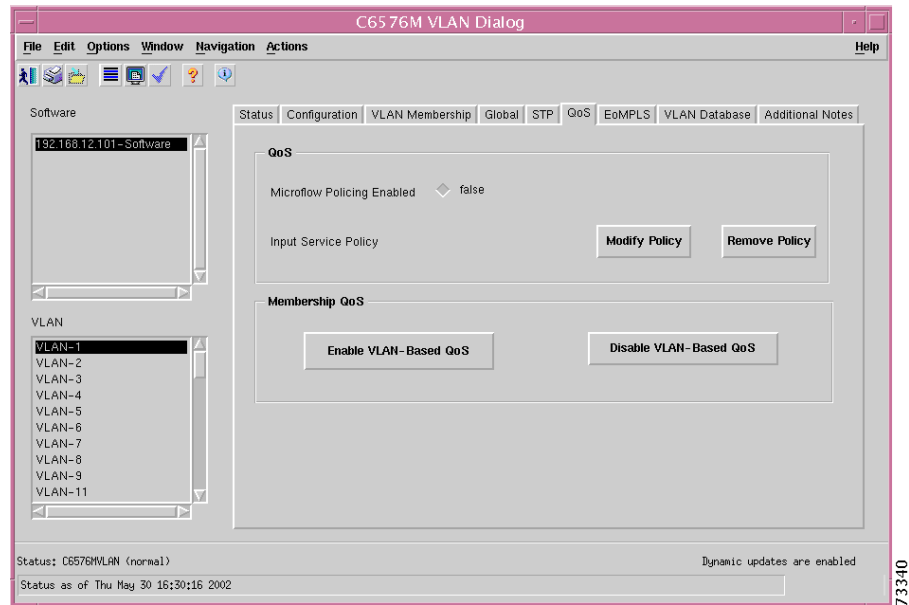 C6576M VLAN Dialog
File Edit Options Window Navigation Actions Help
Software
192.168.12.101-Software
VLAN
VLAN-1
VLAN-2
VLAN-3
VLAN-4
VLAN-5
VLAN-6
VLAN-7
VLAN-8
VLAN-9
VLAN-11
Status Configuration VLAN Membership Global STP QoS EoMPLS VLAN Database Additional Notes
QoS
Microflow Policing Enabled false
Input Service Policy Modify Policy Remove Policy
Membership QoS
Enable VLAN-Based QoS Disable VLAN-Based QoS
Status: C6576MVLAN (normal) Dynamic updates are enabled
Status as of Thu May 30 16:30:16 2002
73340